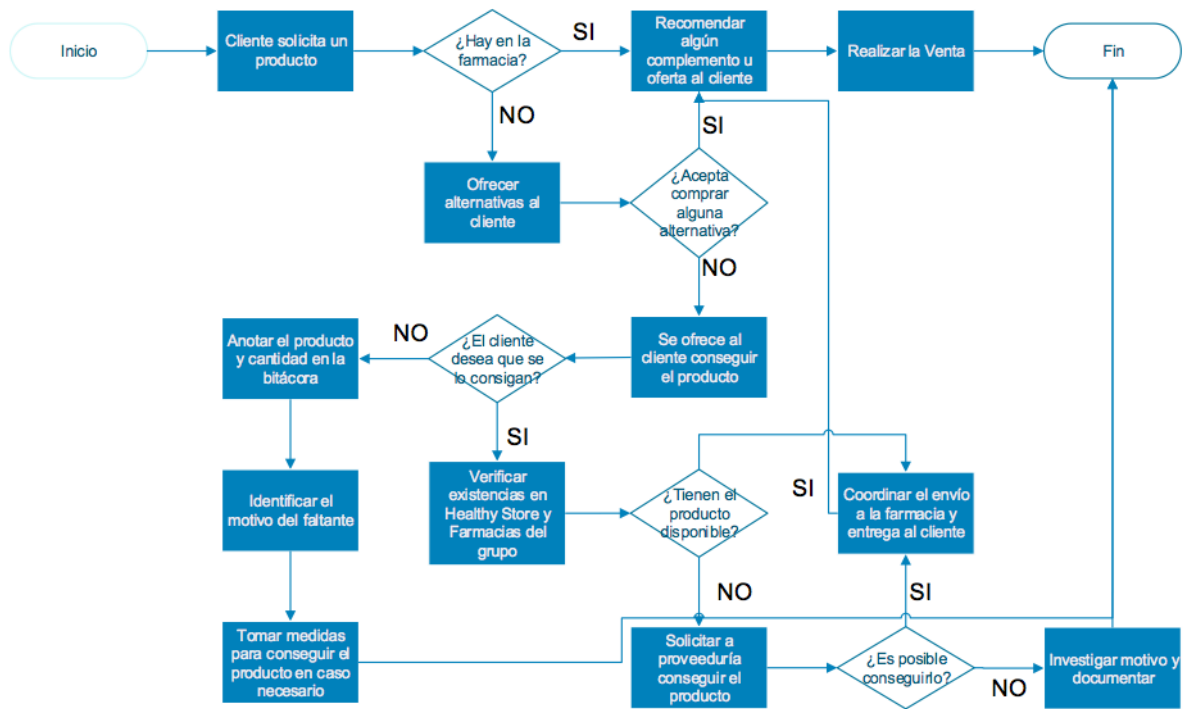 Inicio
Cliente solicita un
producto
¿Hay en la
farmacia?
SI
Recomendar
algún
complemento u
oferta al cliente
Realizar la Venta
Fin
NO
SI
Ofrecer
alternativas al
cliente
¿Acepta
comprar
alguna
alternativa?
NO
Anotar el producto
y cantidad en la
bitácora
NO
¿El cliente
desea que se
lo consigan?
Se ofrece al
cliente conseguir
el producto
SI
Identificar el
motivo del faltante
Verificar
existencias en
Healthy Store y
Farmacias del
grupo
¿Tienen el
producto
disponible?
SI
Coordinar el envío
a la farmacia y
entrega al cliente
NO
SI
Tomar medidas
para conseguir el
producto en caso
necesario
Solicitar a
proveeduría
conseguir el
producto
¿Es posible
conseguirlo?
NO
Investigar motivo y
documentar